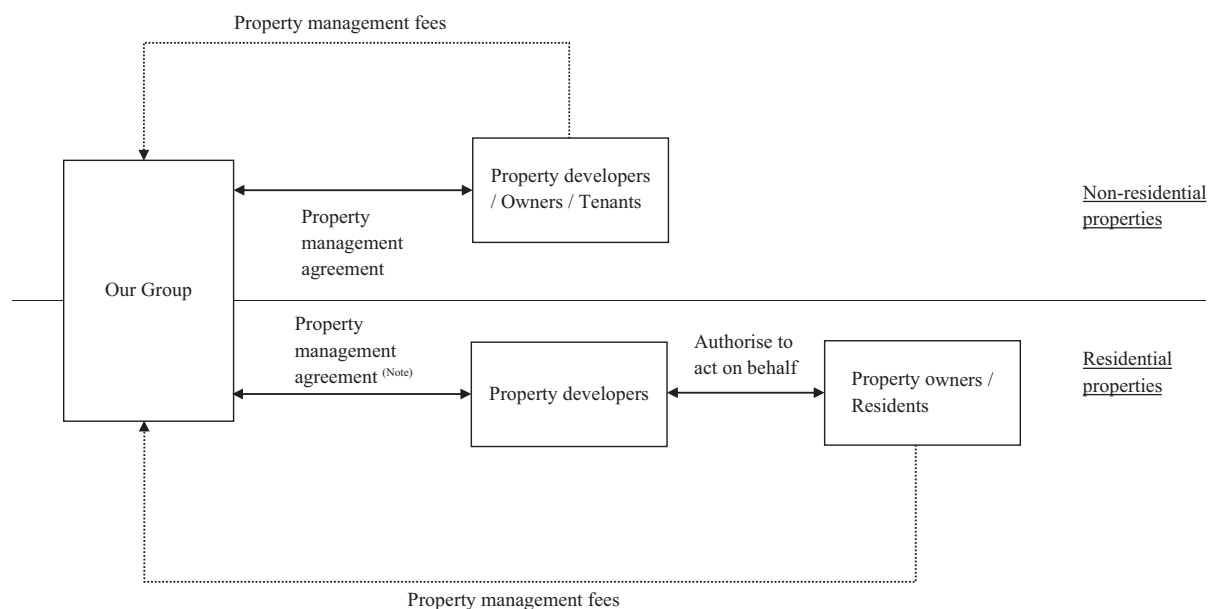 Property management fees
Property developers
/ Owners / Tenants
Non-residential
properties
Property
management
agreement
Our Group
Property
management
agreement (Note)
Authorise to
act on behalf
Residential
properties
Property developers
Property owners /
Residents
Property management fees